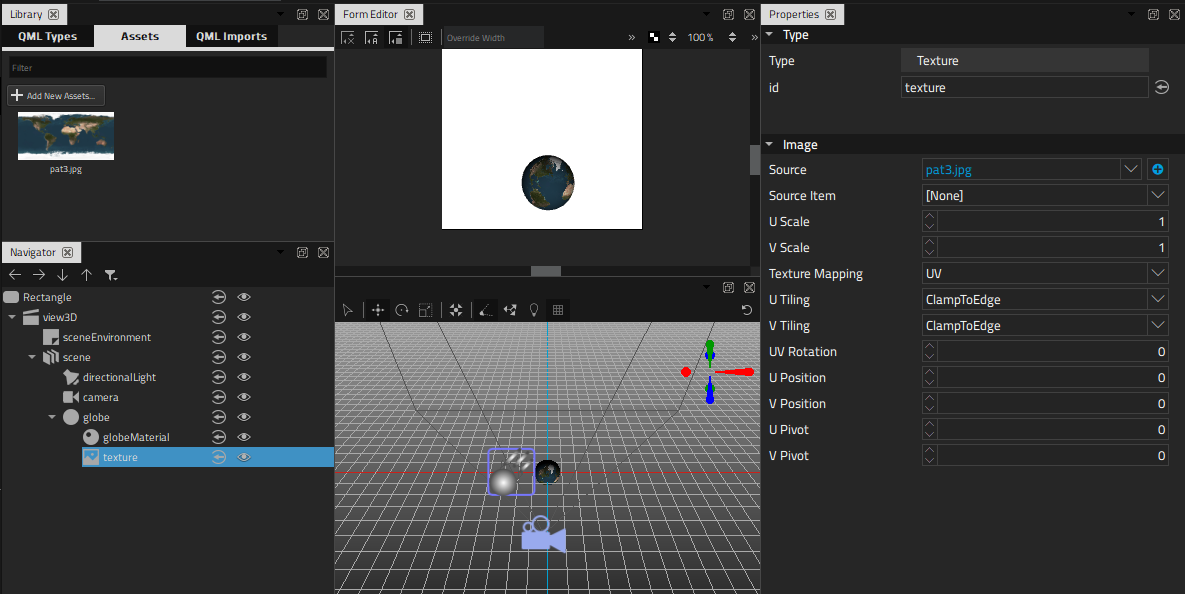 Library
QML Types
Assets
QML Imports
Filter
Add New Assets...
pat3.jpg
Navigator
Rectangle
view3D
sceneEnvironment
scene
directionalLight
camera
globe
globeMaterial
texture
Form Editor
Override Width
»
100 %
»
Properties
Type
Type
Texture
id
texture
Image
Source
pat3.jpg
Source Item
[None]
U Scale
1
V Scale
1
Texture Mapping
UV
U Tiling
ClampToEdge
V Tiling
ClampToEdge
UV Rotation
0
U Position
0
V Position
0
U Pivot
0
V Pivot
0